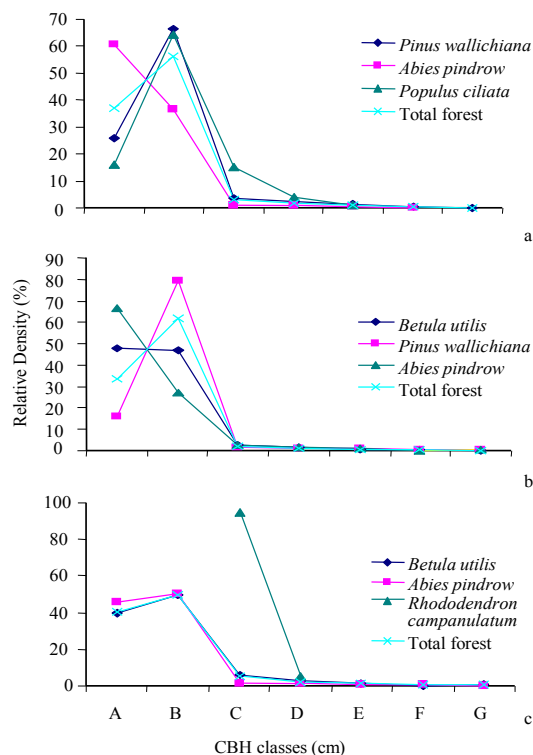 70
60
50
40
30
20
10
0
Pinus wallichiana
Abies pindrow
Populus ciliata
Total forest
a
Relative Density (%)
90
80
70
60
50
40
30
20
10
0
Betula utilis
Pinus wallichiana
Abies pindrow
Total forest
b
100
80
60
40
20
0
Betula utilis
Abies pindrow
Rhododendron
campanulatum
Total forest
c
A B C D E F G
CBH classes (cm)